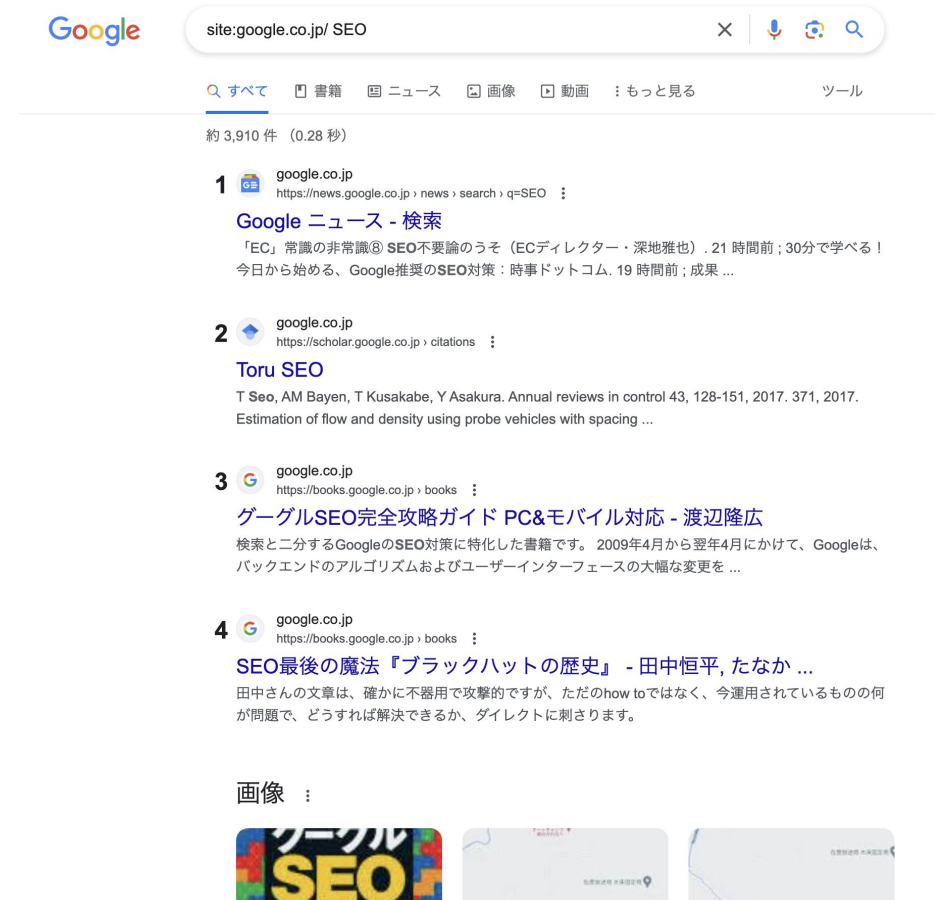 Google
site:google.co.jp/ SEO
すべて 書籍 ニュース 画像 動画 もっと見る ツール
約 3,910 件 (0.28 秒)
1
google.co.jp
https://news.google.co.jp › news › search › q=SEO
Google ニュース - 検索
「EC」常識の非常識⑧ SEO不要論のうそ（ECディレクター・深地雅也）. 21 時間前 ; 30分で学べる！
今日から始める、Google推奨のSEO対策：時事ドットコム. 19 時間前 ; 成果 ...
2
google.co.jp
https://scholar.google.co.jp › citations
Toru SEO
T Seo, AM Bayen, T Kusakabe, Y Asakura. Annual reviews in control 43, 128-151, 2017. 371, 2017.
Estimation of flow and density using probe vehicles with spacing ...
3
google.co.jp
https://books.google.co.jp › books
グーグルSEO完全攻略ガイド PC&モバイル対応 - 渡辺隆広
検索と二分するGoogleのSEO対策に特化した書籍です。 2009年4月から翌年4月にかけて、Googleは、
バックエンドのアルゴリズムおよびユーザーインターフェースの大幅な変更を ...
4
google.co.jp
https://books.google.co.jp › books
SEO最後の魔法『ブラックハットの歴史』 - 田中恒平, たなか ...
田中さんの文章は、確かに不器用で攻撃的ですが、ただのhow toではなく、今運用されているものの何
が問題で、どうすれば解決できるか、ダイレクトに刺さります。
画像
グーグル
SEO